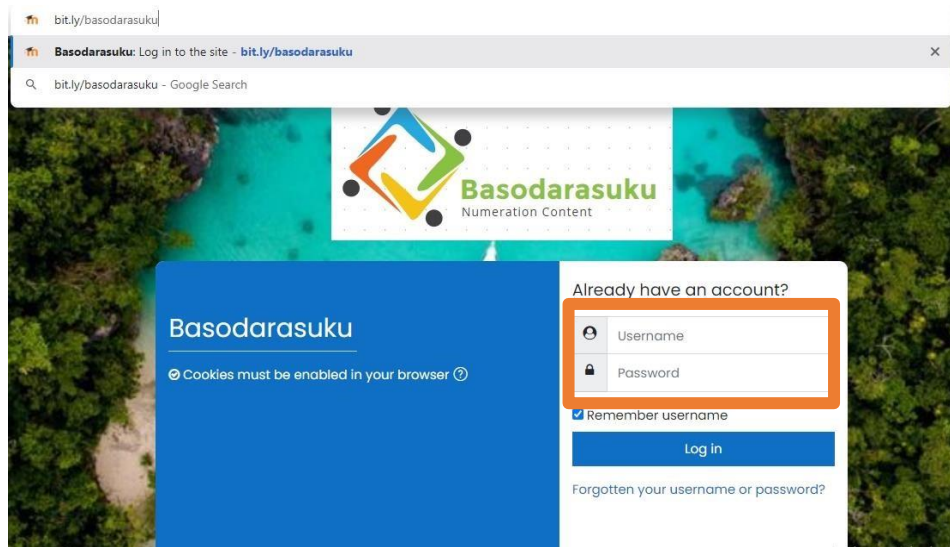 bit.ly/basodarasuku
Basodarasuku: Log in to the site - bit.ly/basodarasuku
bit.ly/basodarasuku - Google Search
Basodarasuku
Numeration Content
Basodarasuku
Cookies must be enabled in your browser
Already have an account?
Username
Password
Remember username
Log in
Forgotten your username or password?